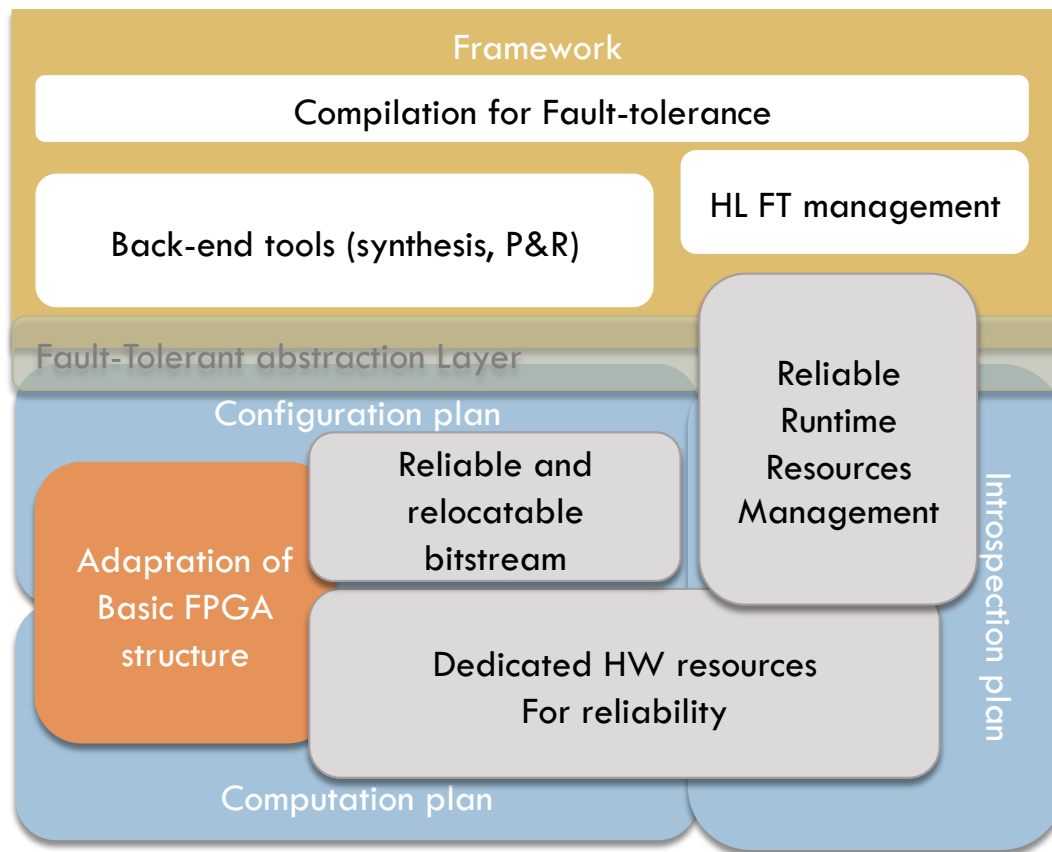 Framework
Compilation for Fault-tolerance
HL FT management
Back-end tools (synthesis, P&R)
Fault-Tolerant abstraction Layer
Configuration plan
Reliable
Runtime
Resources
Management
Reliable and
relocatable
bitstream
Introspection plan
Adaptation of
Basic FPGA
structure
Dedicated HW resources
For reliability
Computation plan